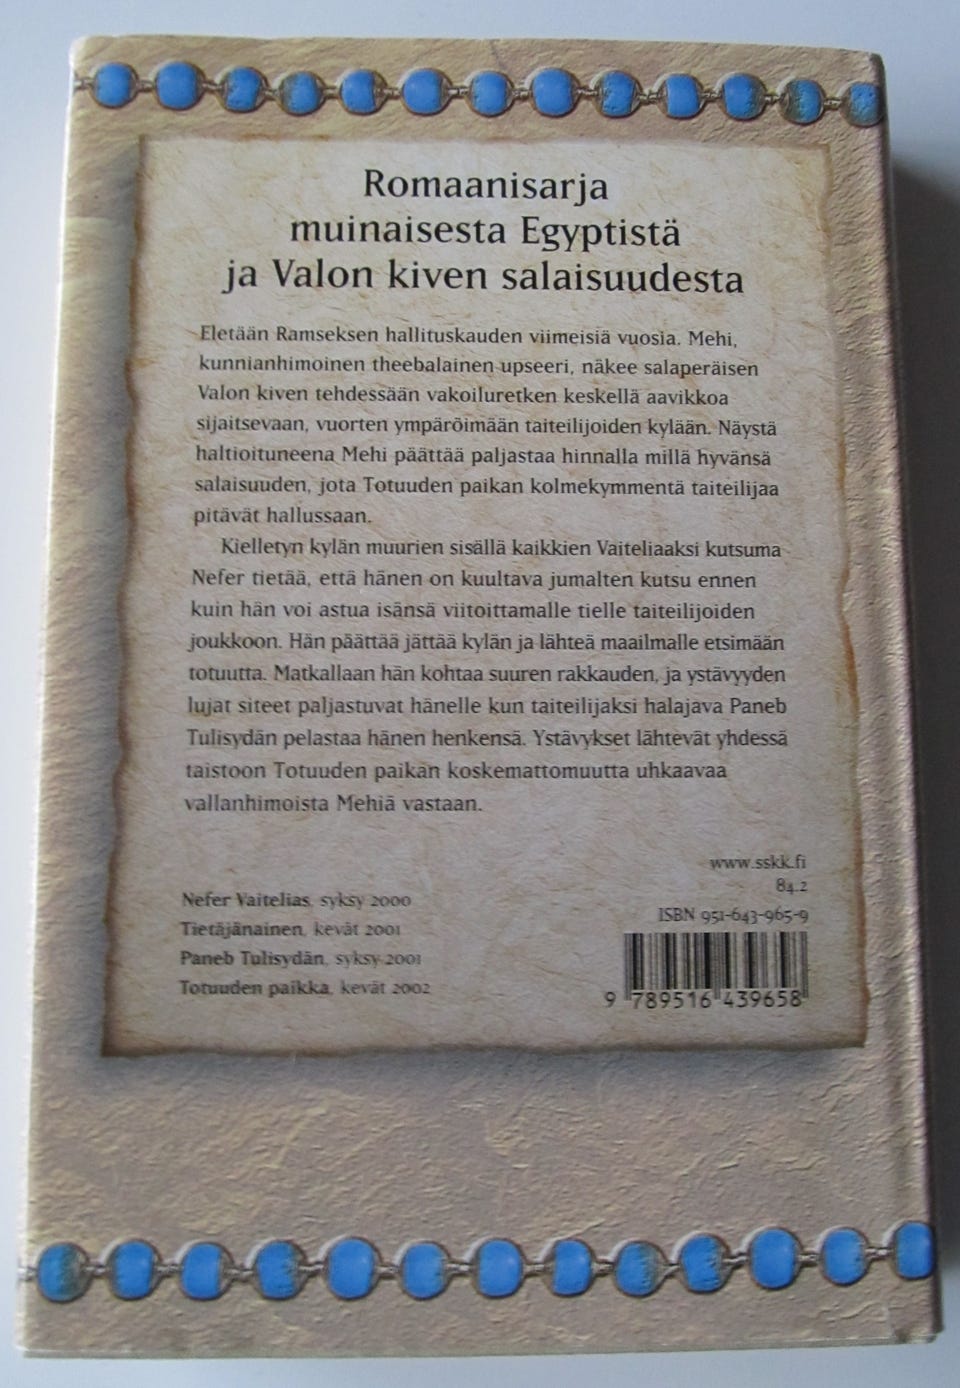 Romaanisarja
muinaisesta Egyptistä
ja Valon kiven salaisuudesta
Eletään Ramseksen hallituskauden viimeisiä vuosia. Mehi,
kunnianhimoinen theebalainen upseeri, näkee salaperäisen
Valon kiven tehdessään vakoiluretken keskellä aavikkoa
sijaitsevaan, vuorten ympäröimään taiteilijoiden kylään. Näystä
haltioituneena Mehi päättää paljastaa hinnalla millä hyvänsä
salaisuuden, jota Totuuden paikan kolmekymmentä taiteilijaa
pitävät hallussaan.
Kielletyn kylän muurien sisällä kaikkien Vaiteliaaksi kutsuma
Nefer tietää, että hänen on kuultava jumalten kutsu ennen
kuin hän voi astua isänsä viitoittamalle tielle taiteilijoiden
joukkoon. Hän päättää jättää kylän ja lähteä maailmalle etsimään
totuutta. Matkallaan hän kohtaa suuren rakkauden, ja ystävyyden
lujat siteet paljastuvat hänelle kun taiteilijaksi halajava Paneb
Tulisydän pelastaa hänen henkensä. Ystävykset lähtevät yhdessä
taistoon Totuuden paikan koskemattomuutta uhkaavaa
vallanhimoista Mehiä vastaan.
www.sskk.fi
84.2
ISBN 951-643-965-9
9 789516 439658
Nefer Vaitelias, syksy 2000
Tietäjänainen, kevät 2001
Paneb Tulisydän, syksy 2001
Totuuden paikka, kevät 2002